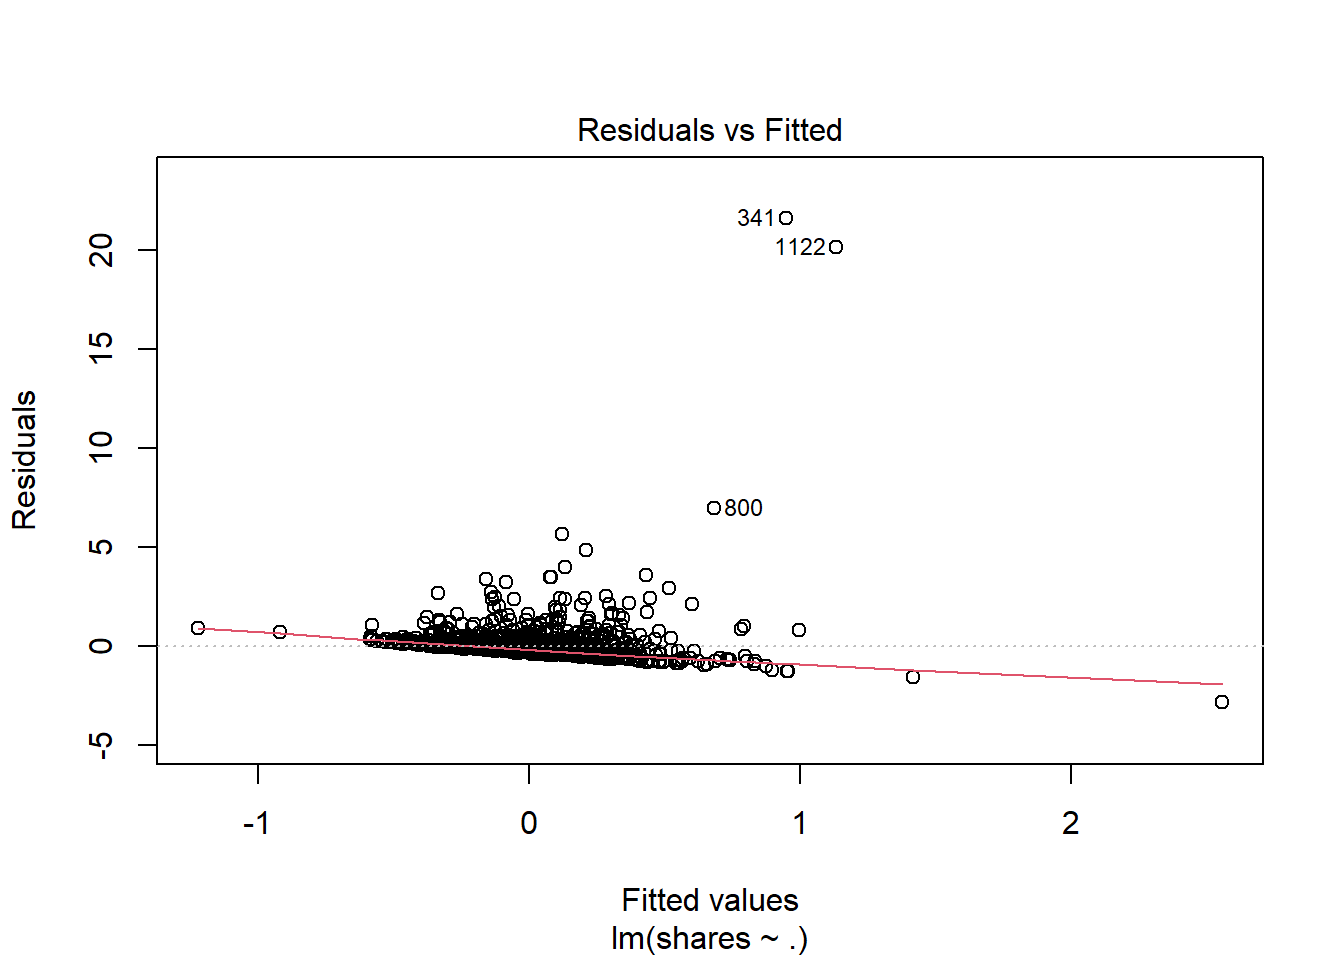 Residuals vs Fitted
341
1122
800
20
15
10
5
0
-5
Residuals
-1 0 1 2
Fitted values
lm(shares ~ .)